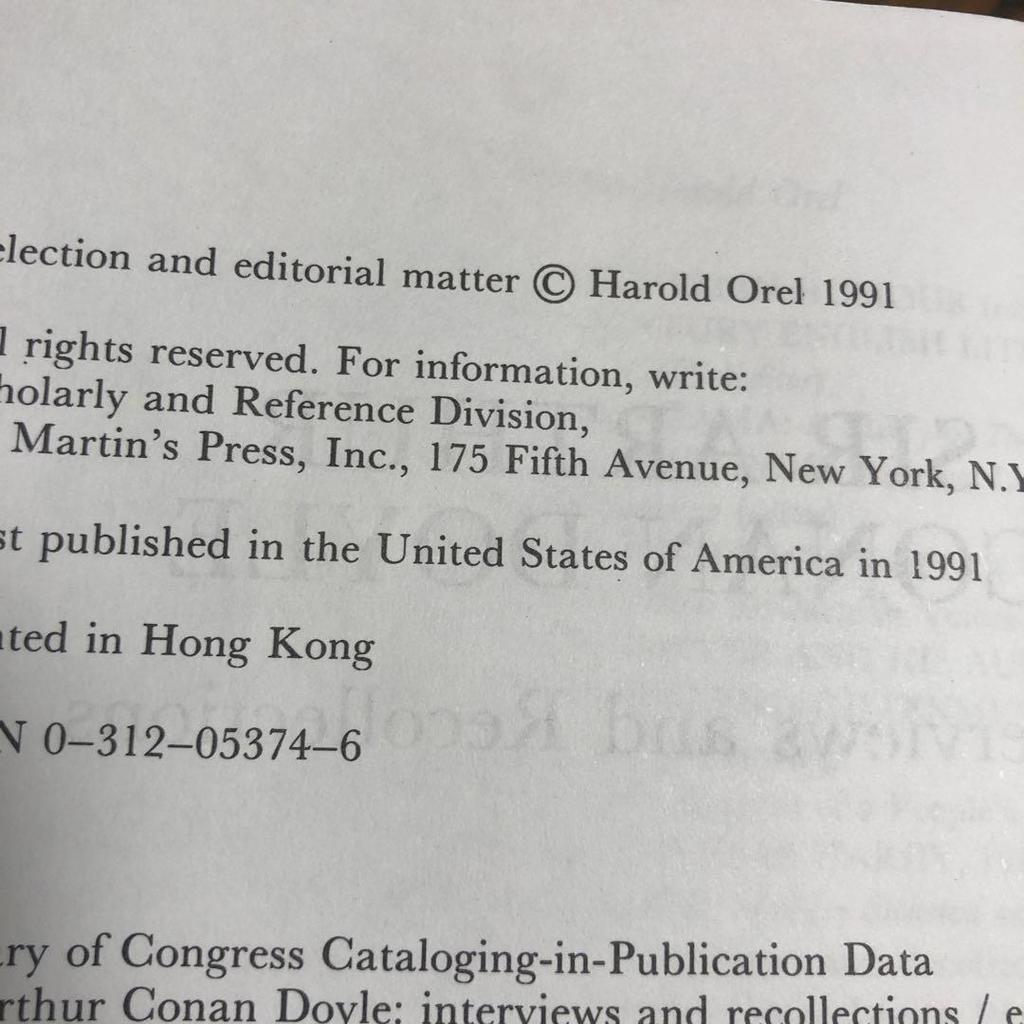 election and editorial matter © Harold Orel 1991
l rights reserved. For information, write:
holarly and Reference Division,
Martin's Press, Inc., 175 Fifth Avenue, New York, N.Y
st published in the United States of America in 1991
nted in Hong Kong
N 0–312–05374–6
ary of Congress Cataloging-in-Publication Data
rthur Conan Doyle: interviews and recollections / e